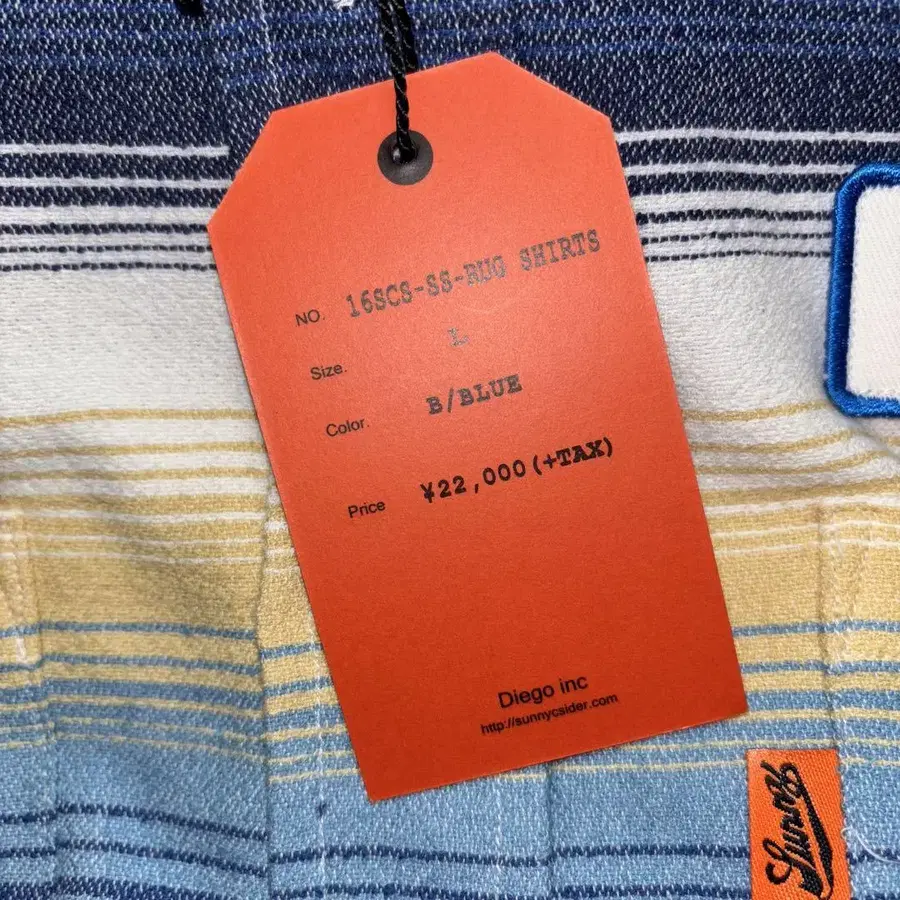 NO. 16SCS-SS-RUG SHIRTS
Size. L
Color. B/BLUE
Price ¥22,000(+TAX)
Diego inc
http://sunnycsider.com
Sunny